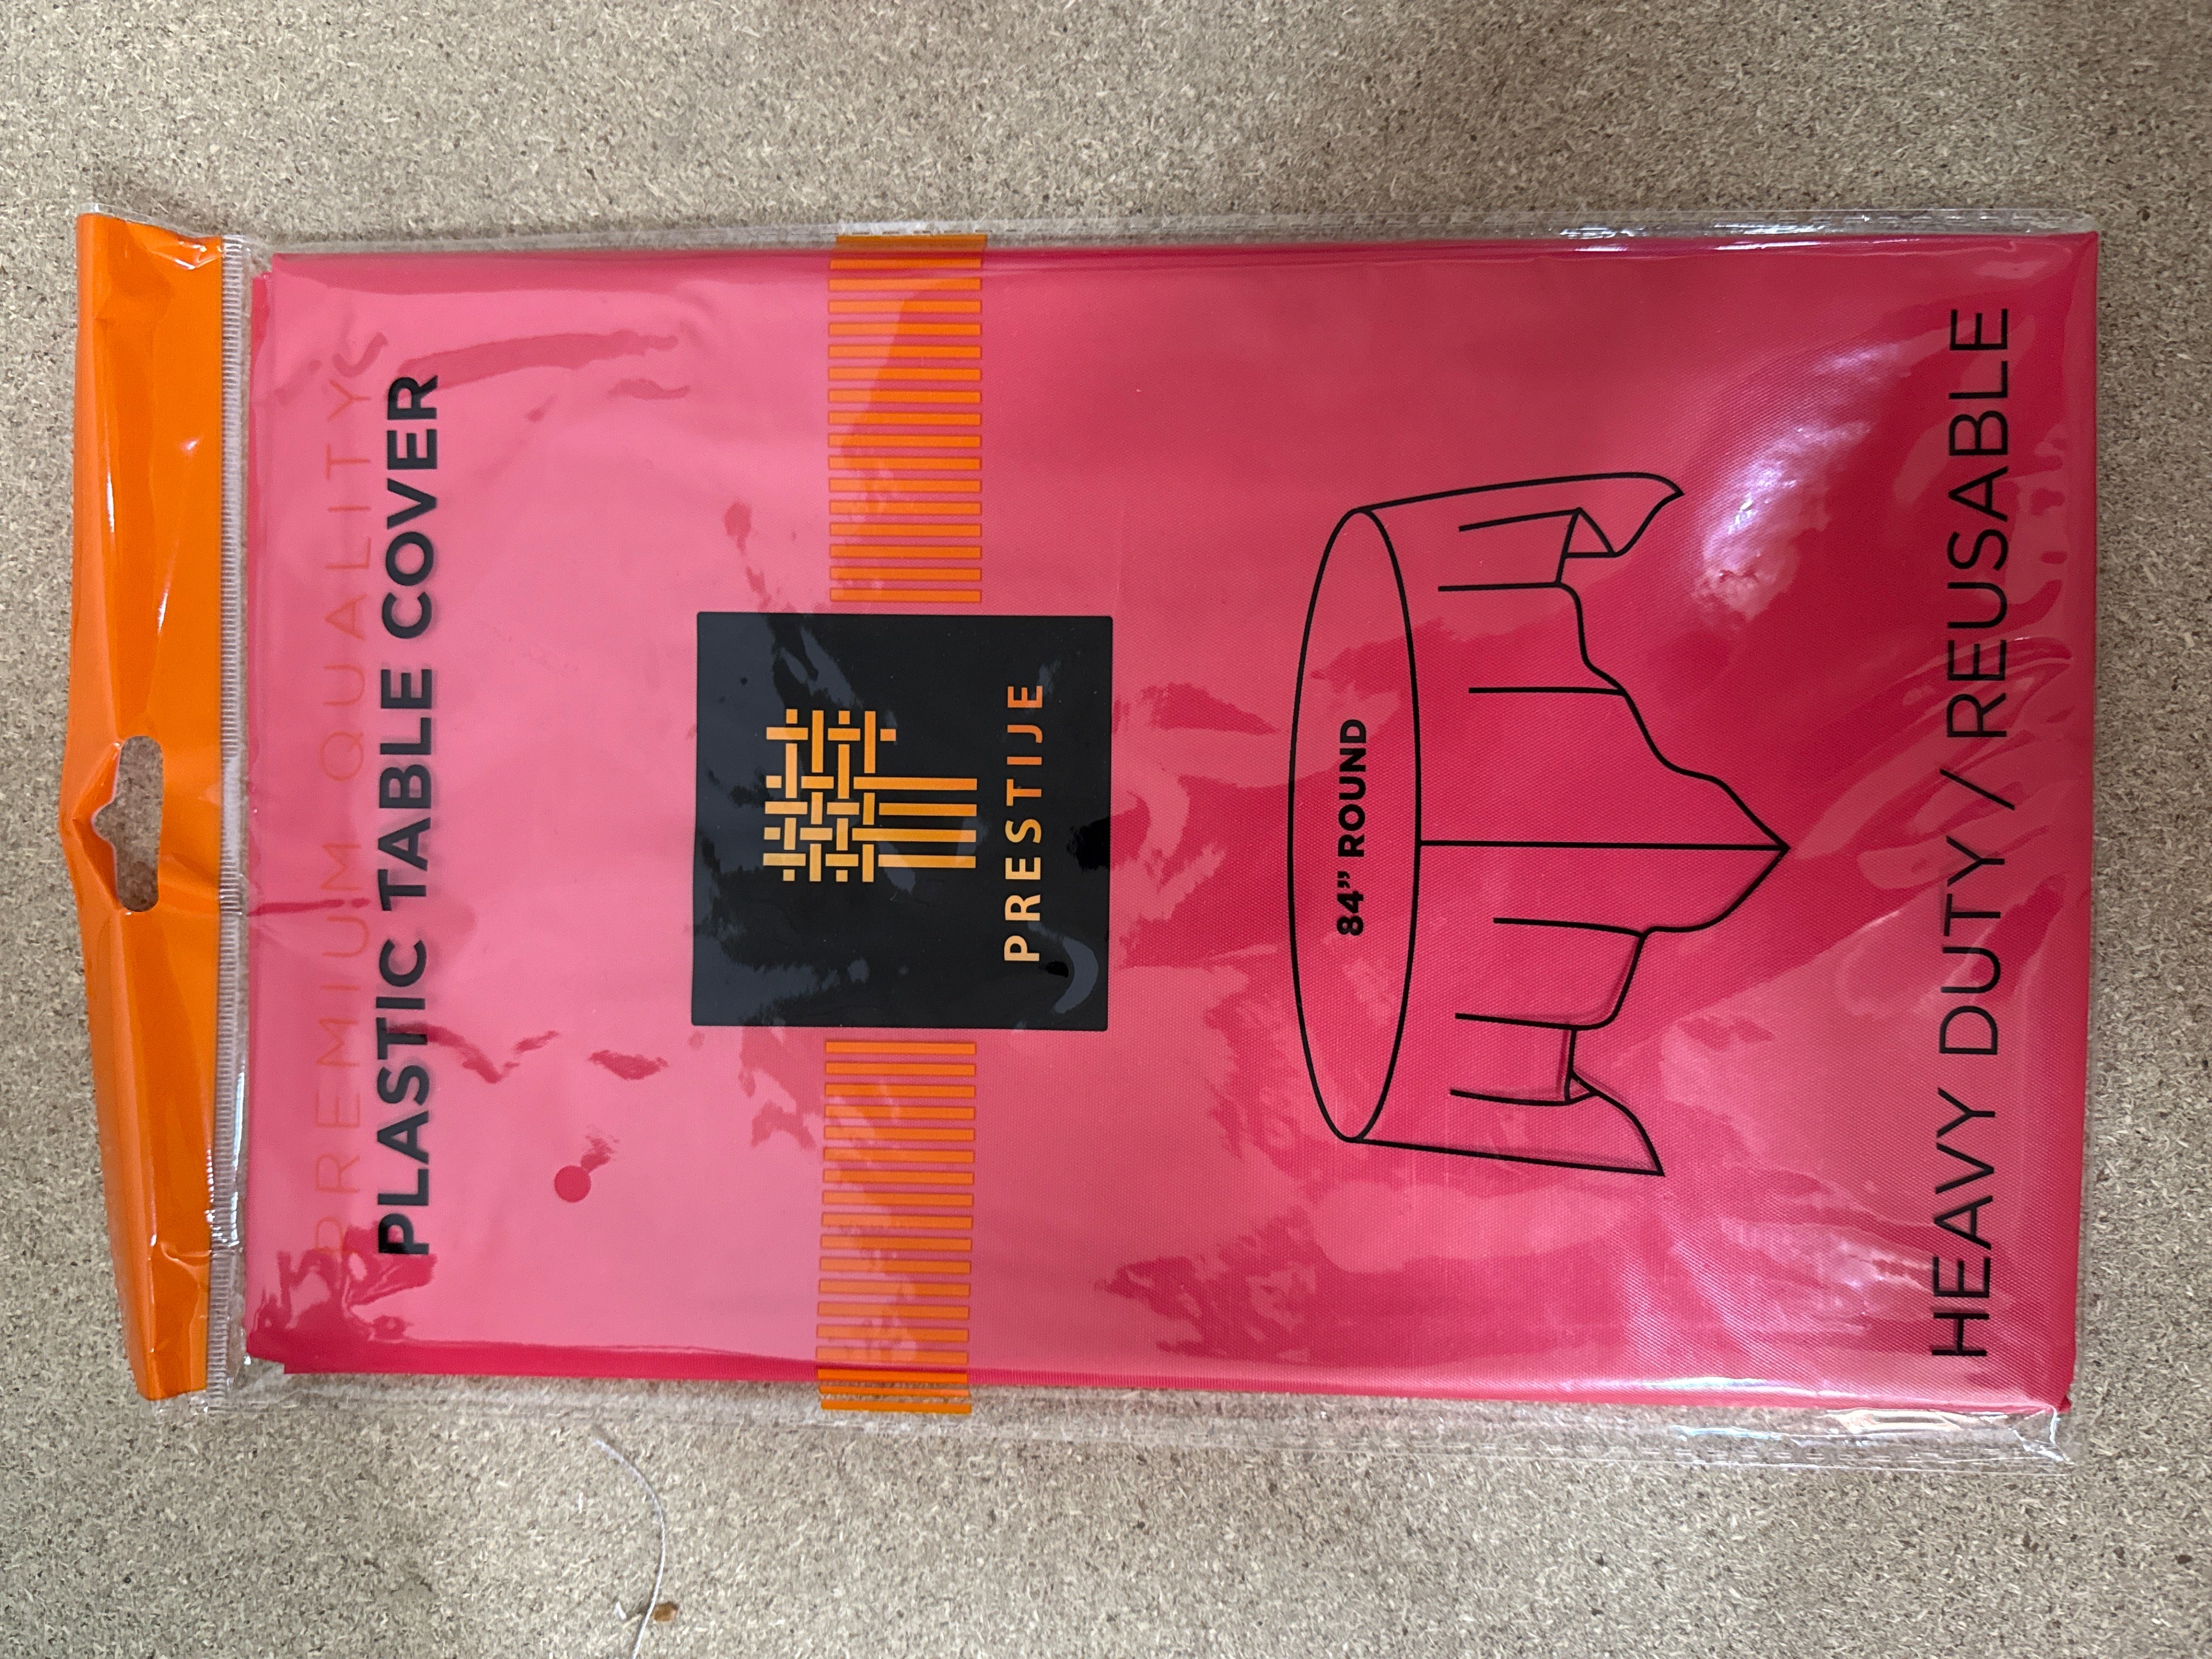 PREMIUM QUALITY
PLASTIC TABLE COVER
PRESTIJE
84” ROUND
HEAVY DUTY / REUSABLE